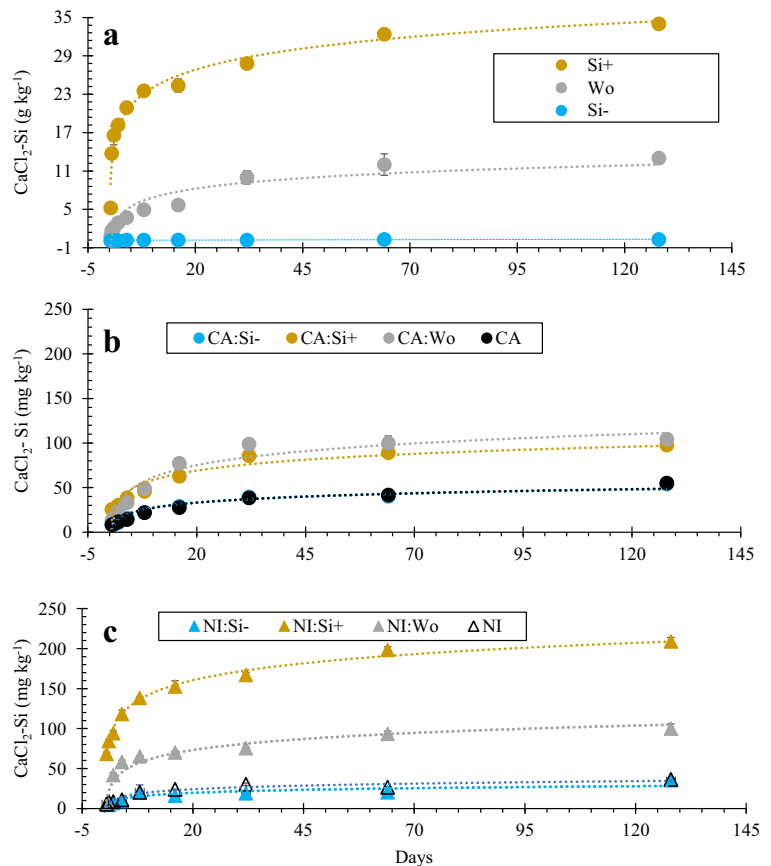 a
CaCl₂-Si (g kg⁻¹)
35
29
23
17
11
5
-1
Si+
Wo
Si-
-5 20 45 70 95 120 145
b
CaCl₂- Si (mg kg⁻¹)
250
200
150
100
50
0
CA:Si- CA:Si+ CA:Wo CA
-5 20 45 70 95 120 145
c
CaCl₂-Si (mg kg⁻¹)
250
200
150
100
50
0
NI:Si- NI:Si+ NI:Wo NI
-5 20 45 70 95 120 145
Days